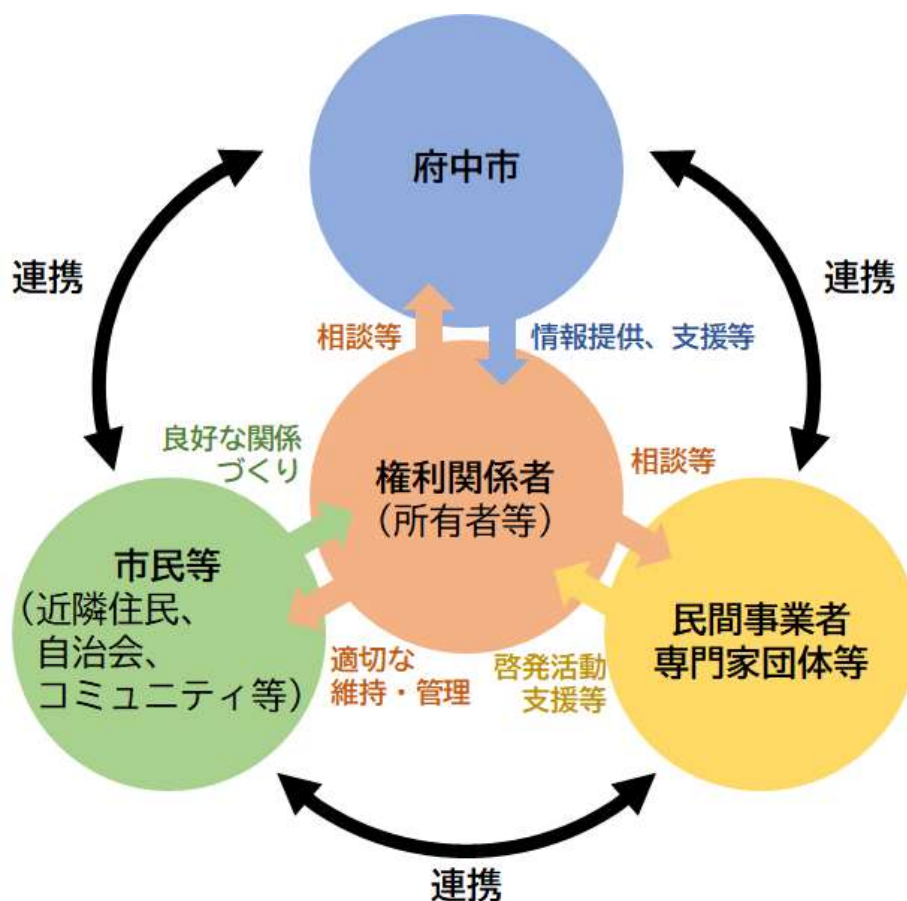 府中市
連携
連携
相談等
情報提供、支援等
良好な関係
づくり
権利関係者
（所有者等）
相談等
市民等
（近隣住民、
自治会、
コミュニティ等）
民間事業者
専門家団体等
適切な
維持・管理
啓発活動
支援等
連携